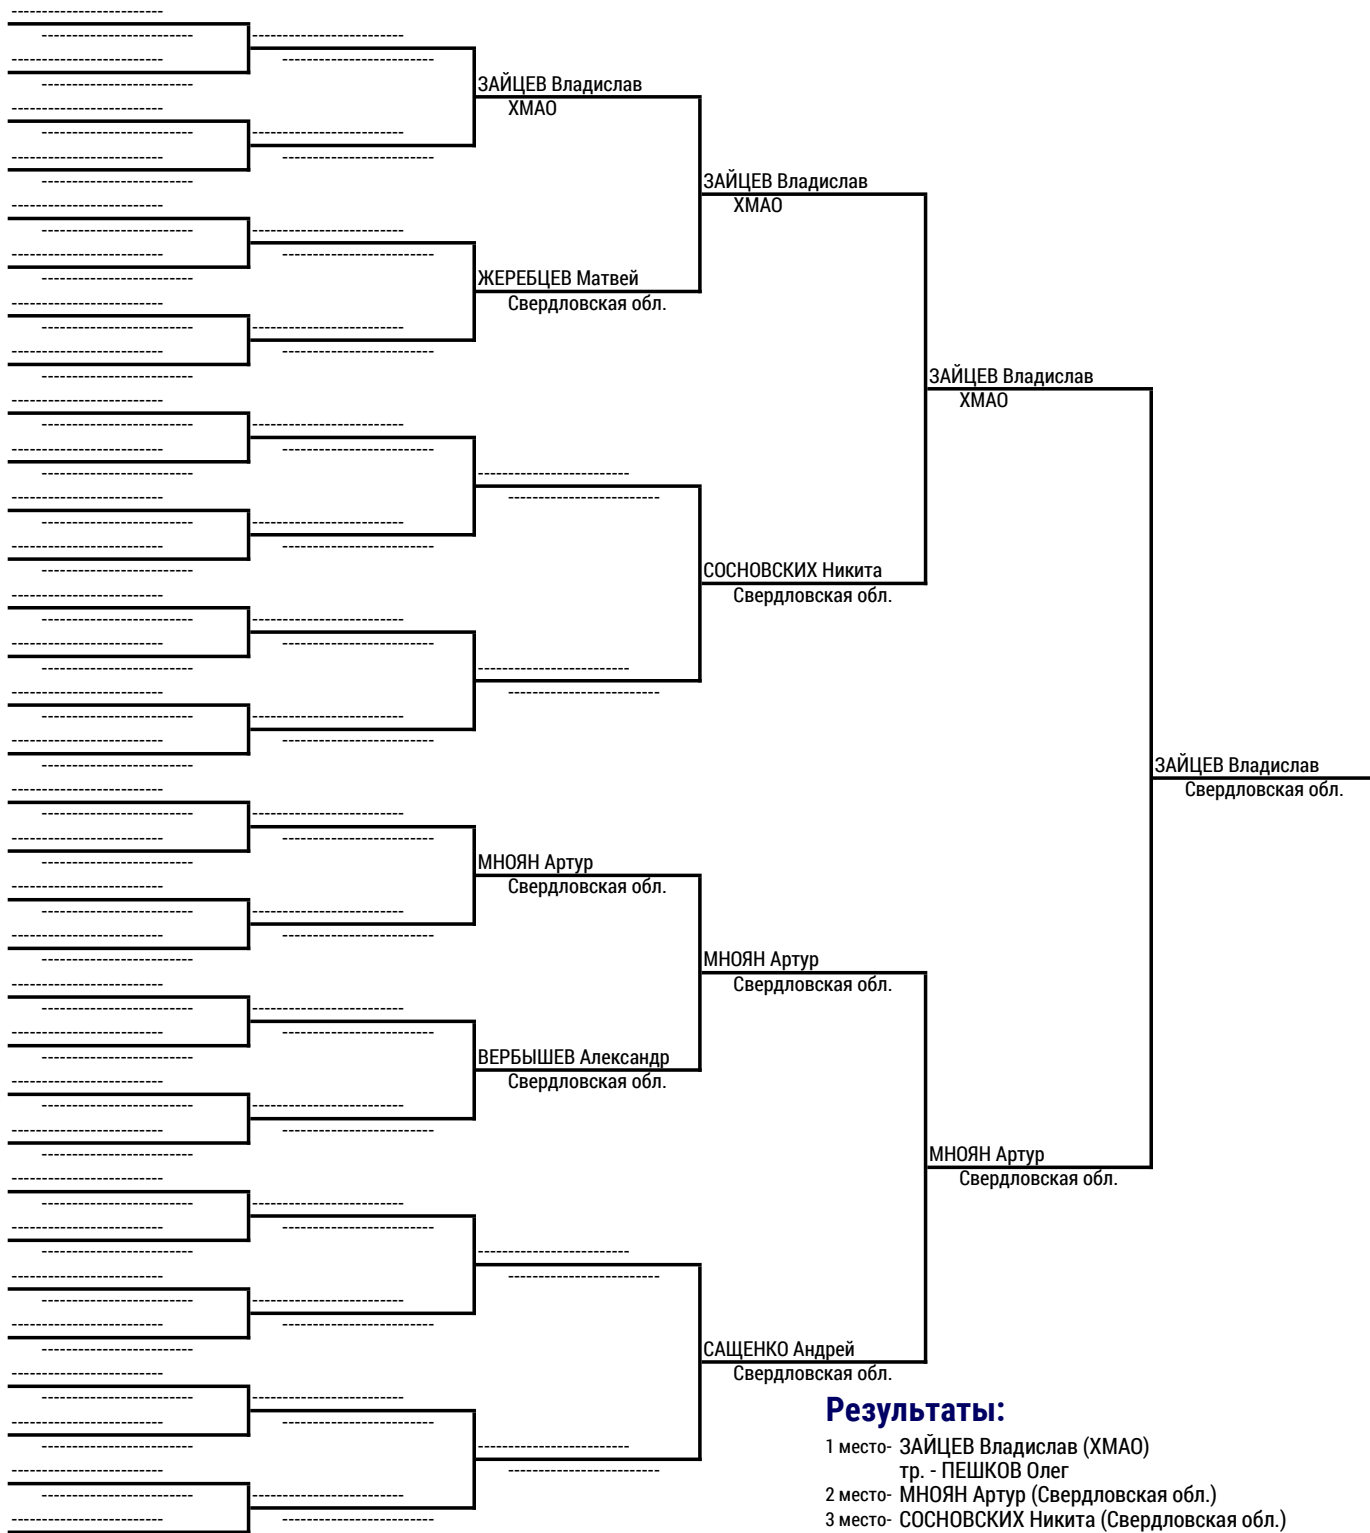 ЗАЙЦЕВ Владислав
ХМАО
ЗАЙЦЕВ Владислав
ХМАО
ЖЕРЕБЦЕВ Матвей
Свердловская обл.
ЗАЙЦЕВ Владислав
ХМАО
СОСНОВСКИХ Никита
Свердловская обл.
ЗАЙЦЕВ Владислав
Свердловская обл.
МНОЯН Артур
Свердловская обл.
МНОЯН Артур
Свердловская обл.
ВЕРБЫШЕВ Александр
Свердловская обл.
МНОЯН Артур
Свердловская обл.
САЩЕНКО Андрей
Свердловская обл.
Результаты:
1 место- ЗАЙЦЕВ Владислав (ХМАО)
тр. - ПЕШКОВ Олег
2 место- МНОЯН Артур (Свердловская обл.)
3 место- СОСНОВСКИХ Никита (Свердловская обл.)